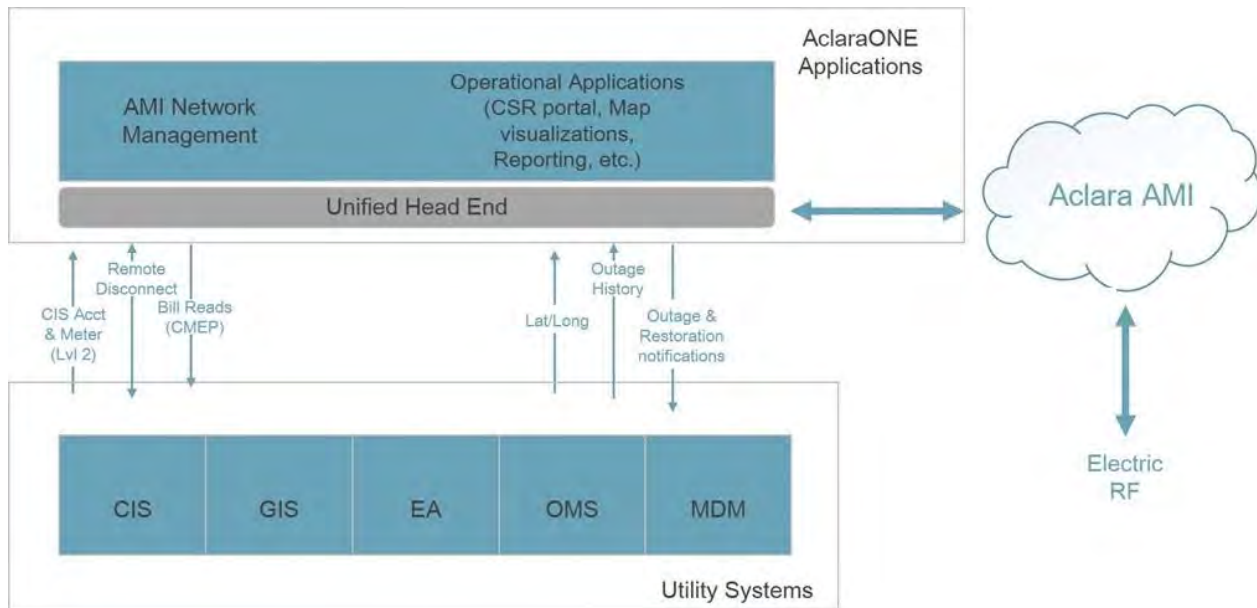 AclaraONE
Applications
AMI Network
Management
Operational Applications
(CSR portal, Map
visualizations,
Reporting, etc.)
Unified Head End
Aclara AMI
CIS Acct
& Meter
(Lvl 2)
Remote
Disconnect
Bill Reads
(CMEP)
Lat/Long
Outage
History
Outage &
Restoration
notifications
Electric
RF
CIS
GIS
EA
OMS
MDM
Utility Systems